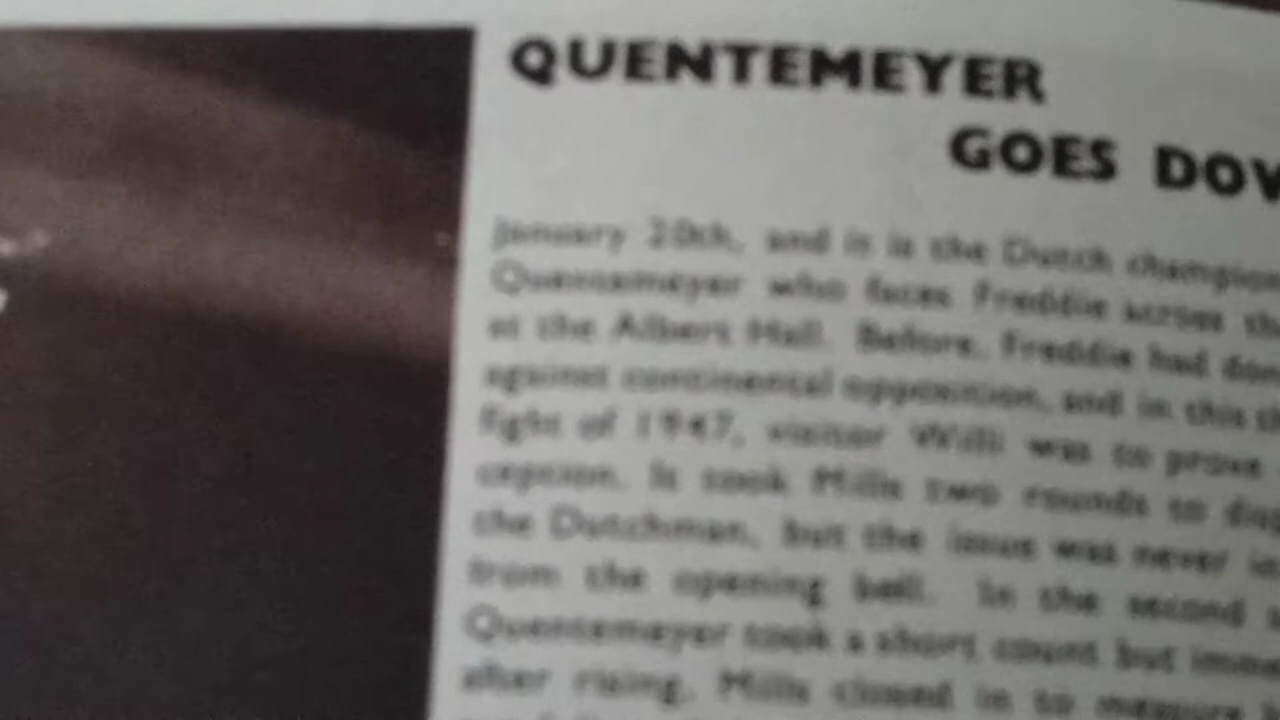 QUENTEMEYER
GOES DOW
January 20th, and it is the Dutch champion
Quentemeyer who faces Freddie across the
at the Albert Hall. Before, Freddie had
against continental opposition, and in this
fight of 1947, visitor Willi was to prove
ception. It took Mills two rounds to
the Dutchman, but the issue was never in
from the opening bell. In the second
Quentemeyer took a short count but imme
after rising, Mills closed in to measure